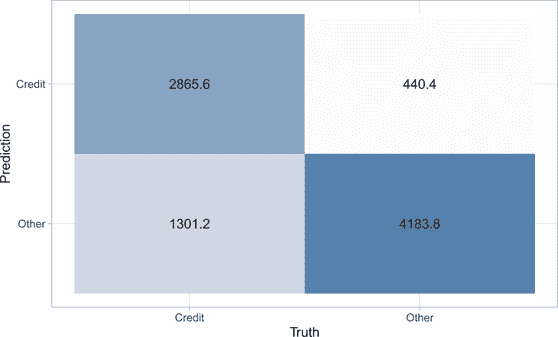 Credit
2865.6
440.4
Prediction
Other
1301.2
4183.8
Credit
Other
Truth